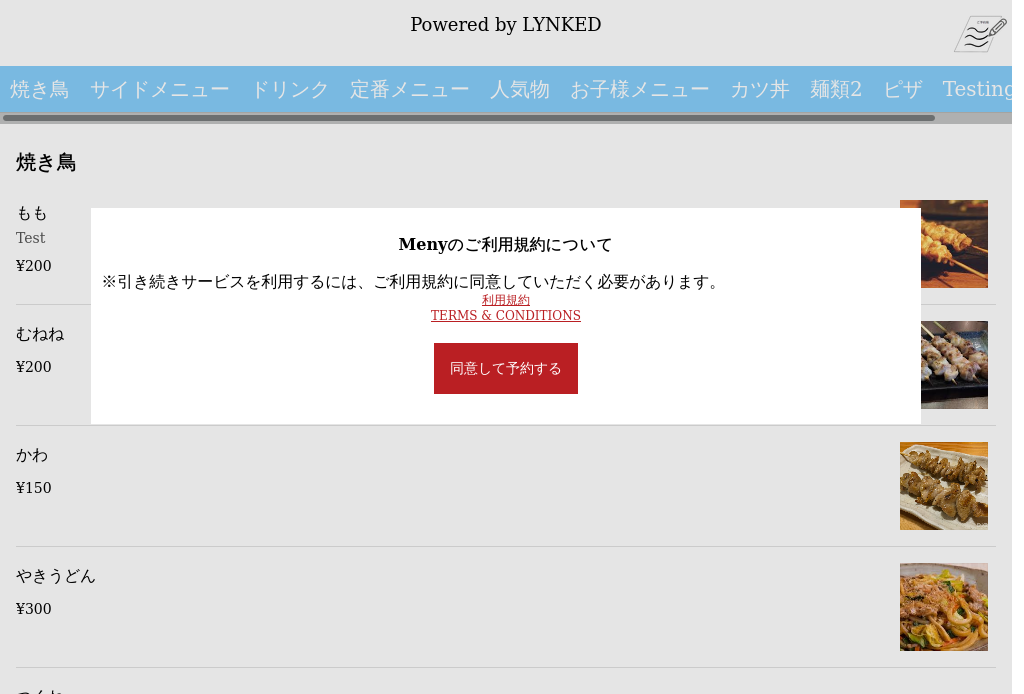 Powered by LYNKED
焼き鳥 サイドメニュー ドリンク 定番メニュー 人気物 お子様メニュー カツ丼 麺類2 ピザ Testing
焼き鳥
もも
Test
¥200
Menyのご利用規約について
※引き続きサービスを利用するには、ご利用規約に同意していただく必要があります。
利用規約
TERMS & CONDITIONS
同意して予約する
むねね
¥200
かわ
¥150
やきうどん
¥300